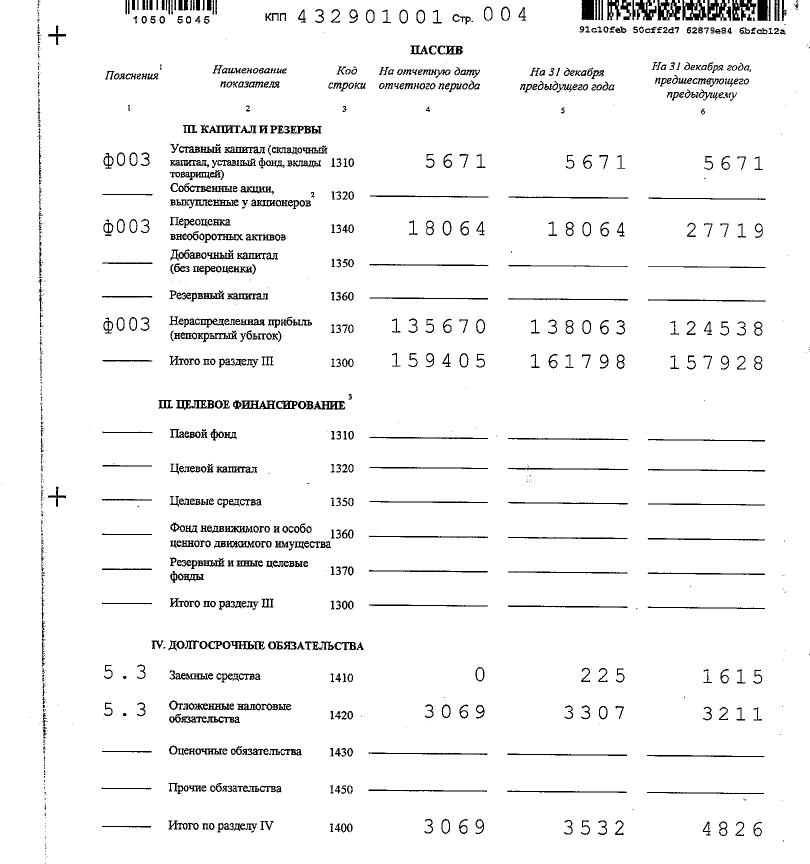 1050 5045
КПП 432901001 Стр. 004
91c10feb 50cff2d7 62879e84 6bfcb12a
ПАССИВ
Пояснения 1 Наименование показателя Код строки На отчетную дату отчетного периода На 31 декабря предыдущего года На 31 декабря года, предшествующего предыдущему
1 2 3 4 5 6
III. КАПИТАЛ И РЕЗЕРВЫ
ф003 Уставный капитал (складочный капитал, уставный фонд, вклады товарищей) 1310 5671 5671 5671
Собственные акции, выкупленные у акционеров 2 1320
ф003 Переоценка внеоборотных активов 1340 18064 18064 27719
Добавочный капитал (без переоценки) 1350
Резервный капитал 1360
ф003 Нераспределенная прибыль (непокрытый убыток) 1370 135670 138063 124538
Итого по разделу III 1300 159405 161798 157928
III. ЦЕЛЕВОЕ ФИНАНСИРОВАНИЕ 3
Паевой фонд 1310
Целевой капитал 1320
Целевые средства 1350
Фонд недвижимого и особо ценного движимого имущества 1360
Резервный и иные целевые фонды 1370
Итого по разделу III 1300
IV. ДОЛГОСРОЧНЫЕ ОБЯЗАТЕЛЬСТВА
5.3 Заемные средства 1410 0 225 1615
5.3 Отложенные налоговые обязательства 1420 3069 3307 3211
Оценочные обязательства 1430
Прочие обязательства 1450
Итого по разделу IV 1400 3069 3532 4826